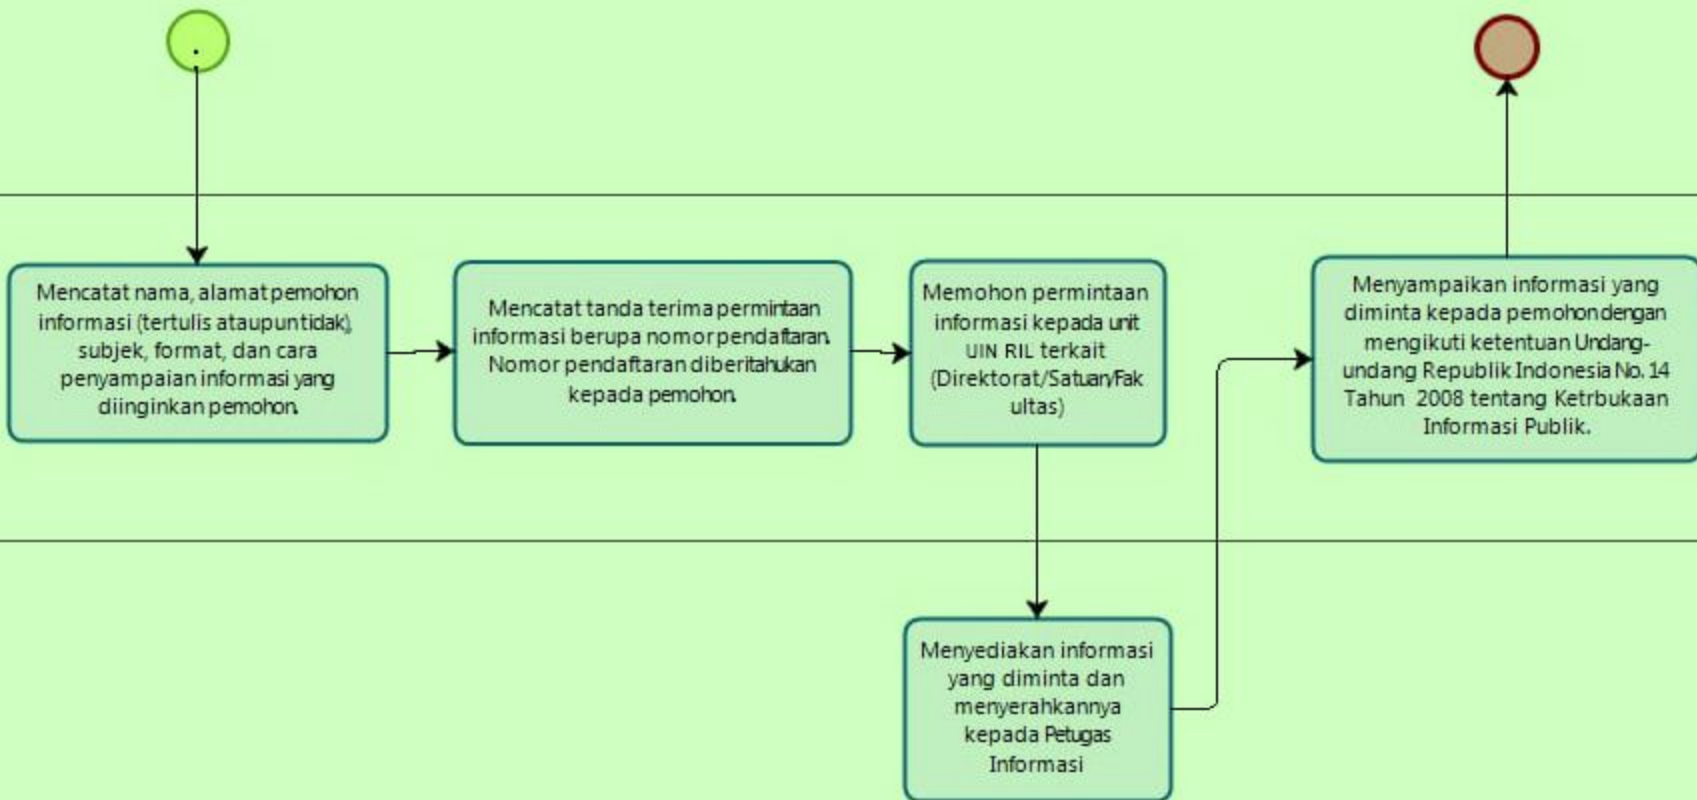 Mencatat nama, alamat pemohon
informasi (tertulis ataupun tidak),
subjek, format, dan cara
penyampaian informasi yang
diinginkan pemohon.
Mencatat tanda terima permintaan
informasi berupa nomor pendaftaran.
Nomor pendaftaran diberitahukan
kepada pemohon.
Memohon permintaan
informasi kepada unit
UIN RIL terkait
(Direktorat/Satuan/Fak
ultas)
Menyampaikan informasi yang
diminta kepada pemohon dengan
mengikuti ketentuan Undang-
undang Republik Indonesia No. 14
Tahun 2008 tentang Ketrbukaan
Informasi Publik.
Menyediakan informasi
yang diminta dan
menyerahkannya
kepada Petugas
Informasi